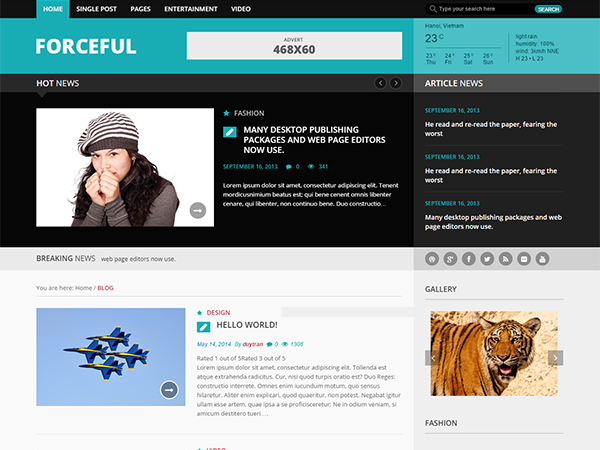 HOME SINGLE POST PAGES ENTERTAINMENT VIDEO
Type your search here
SEARCH
FORCEFUL
ADVERT
468X60
Hanoi, Vietnam
23 C
light rain
humidity: 100%
wind: 3km/h NNE
H 23 • L 23
23° 24° 25° 26°
Thu Fri Sat Sun
HOT NEWS
FASHION
MANY DESKTOP PUBLISHING
PACKAGES AND WEB PAGE EDITORS
NOW USE.
SEPTEMBER 16, 2013 0 341
Lorem ipsum dolor sit amet, consectetur adipiscing elit. Tenent
mordicusnimium beatus est; qui bene cenent omnis libenter
cenare, qui libenter, non continuo bene. Duo constructio…
ARTICLE NEWS
SEPTEMBER 16, 2013
He read and re-read the paper, fearing the
worst
SEPTEMBER 16, 2013
He read and re-read the paper, fearing the
worst
SEPTEMBER 16, 2013
Many desktop publishing packages and web
page editors now use.
BREAKING NEWS web page editors now use.
You are here: Home / BLOG
DESIGN
HELLO WORLD!
May 14, 2014 By duytran 0 1308
Rated 1 out of 5Rated 3 out of 5
Lorem ipsum dolor sit amet, consectetur adipiscing elit. Tollenda est
atque extrahenda radicitus. Cur, nisi quod turpis oratio est? Duo Reges:
constructio interrete. Omnes enim iucundum motum, quo sensus
hilaretur. Aliter enim explicari, quod quaeritur, non potest. Negabat igitur
ullam esse artem, quae ipsa a se proficisceretur; Ne in odium veniam, si
amicum destitero tueri….
GALLERY
FASHION
VIDEO